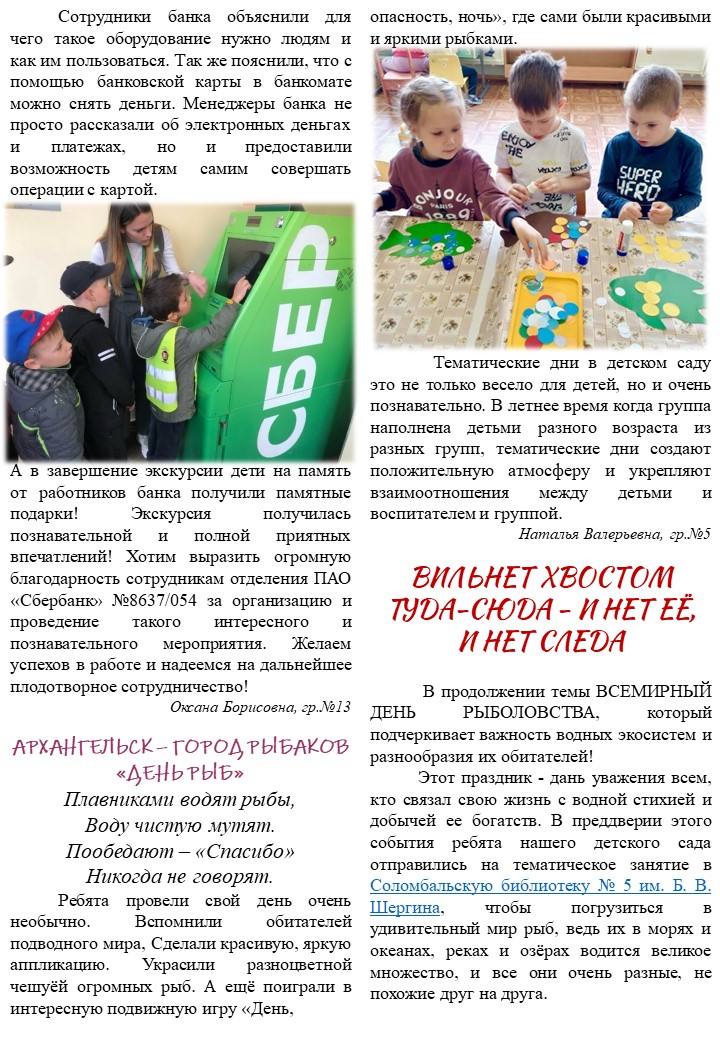 Сотрудники банка объяснили для
чего такое оборудование нужно людям и
как им пользоваться. Так же пояснили, что с
помощью банковской карты в банкомате
можно снять деньги. Менеджеры банка не
просто рассказали об электронных деньгах
и платежах, но и предоставили
возможность детям самим совершать
операции с картой.
СБЕР
А в завершение экскурсии дети на память
от работников банка получили памятные
подарки! Экскурсия получилась
познавательной и полной приятных
впечатлений! Хотим выразить огромную
благодарность сотрудникам отделения ПАО
«Сбербанк» №8637/054 за организацию и
проведение такого интересного и
познавательного мероприятия. Желаем
успехов в работе и надеемся на дальнейшее
плодотворное сотрудничество!
Оксана Борисовна, гр.№13
АРХАНГЕЛЬСК – ГОРОД РЫБАКОВ
«ДЕНЬ РЫБ»
Плавниками водят рыбы,
Воду чистую мутят.
Пообедают – «Спасибо»
Никогда не говорят.
Ребята провели свой день очень
необычно. Вспомнили обитателей
подводного мира, Сделали красивую, яркую
аппликацию. Украсили разноцветной
чешуёй огромных рыб. А ещё поиграли в
интересную подвижную игру «День,
опасность, ночь», где сами были красивыми
и яркими рыбками.
BONJOUR
PARIS
1989
ENJOY
THE
SUPER
HERO
Тематические дни в детском саду
это не только весело для детей, но и очень
познавательно. В летнее время когда группа
наполнена детьми разного возраста из
разных групп, тематические дни создают
положительную атмосферу и укрепляют
взаимоотношения между детьми и
воспитателем и группой.
Наталья Валерьевна, гр.№5
ВИЛЬНЕТ ХВОСТОМ
ТУДА-СЮДА - И НЕТ ЕЁ,
И НЕТ СЛЕДА
В продолжении темы ВСЕМИРНЫЙ
ДЕНЬ РЫБОЛОВСТВА, который
подчеркивает важность водных экосистем и
разнообразия их обитателей!
Этот праздник - дань уважения всем,
кто связал свою жизнь с водной стихией и
добычей ее богатств. В преддверии этого
события ребята нашего детского сада
отправились на тематическое занятие в
Соломбальскую библиотеку № 5 им. Б. В.
Шергина, чтобы погрузиться в
удивительный мир рыб, ведь их в морях и
океанах, реках и озёрах водится великое
множество, и все они очень разные, не
похожие друг на друга.